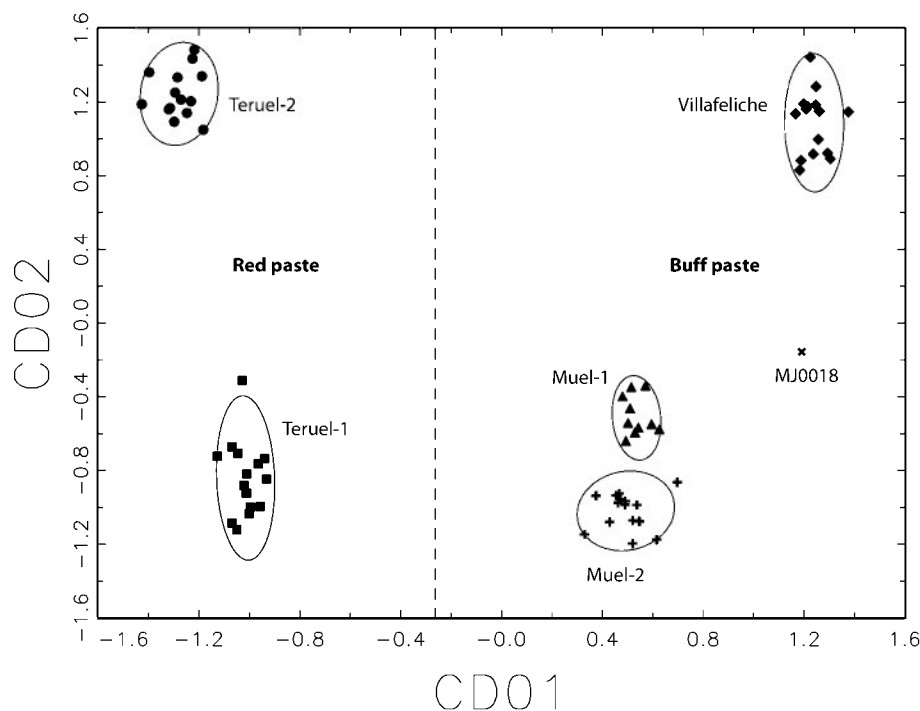 1.6
1.2
0.8
0.4
−0.0
−0.4
−0.8
−1.2
−1.6
CD02
Teruel-2
Villafeliche
Red paste
Buff paste
MJ0018
Muel-1
Teruel-1
Muel-2
−1.6 −1.2 −0.8 −0.4 −0.0 0.4 0.8 1.2 1.6
CD01